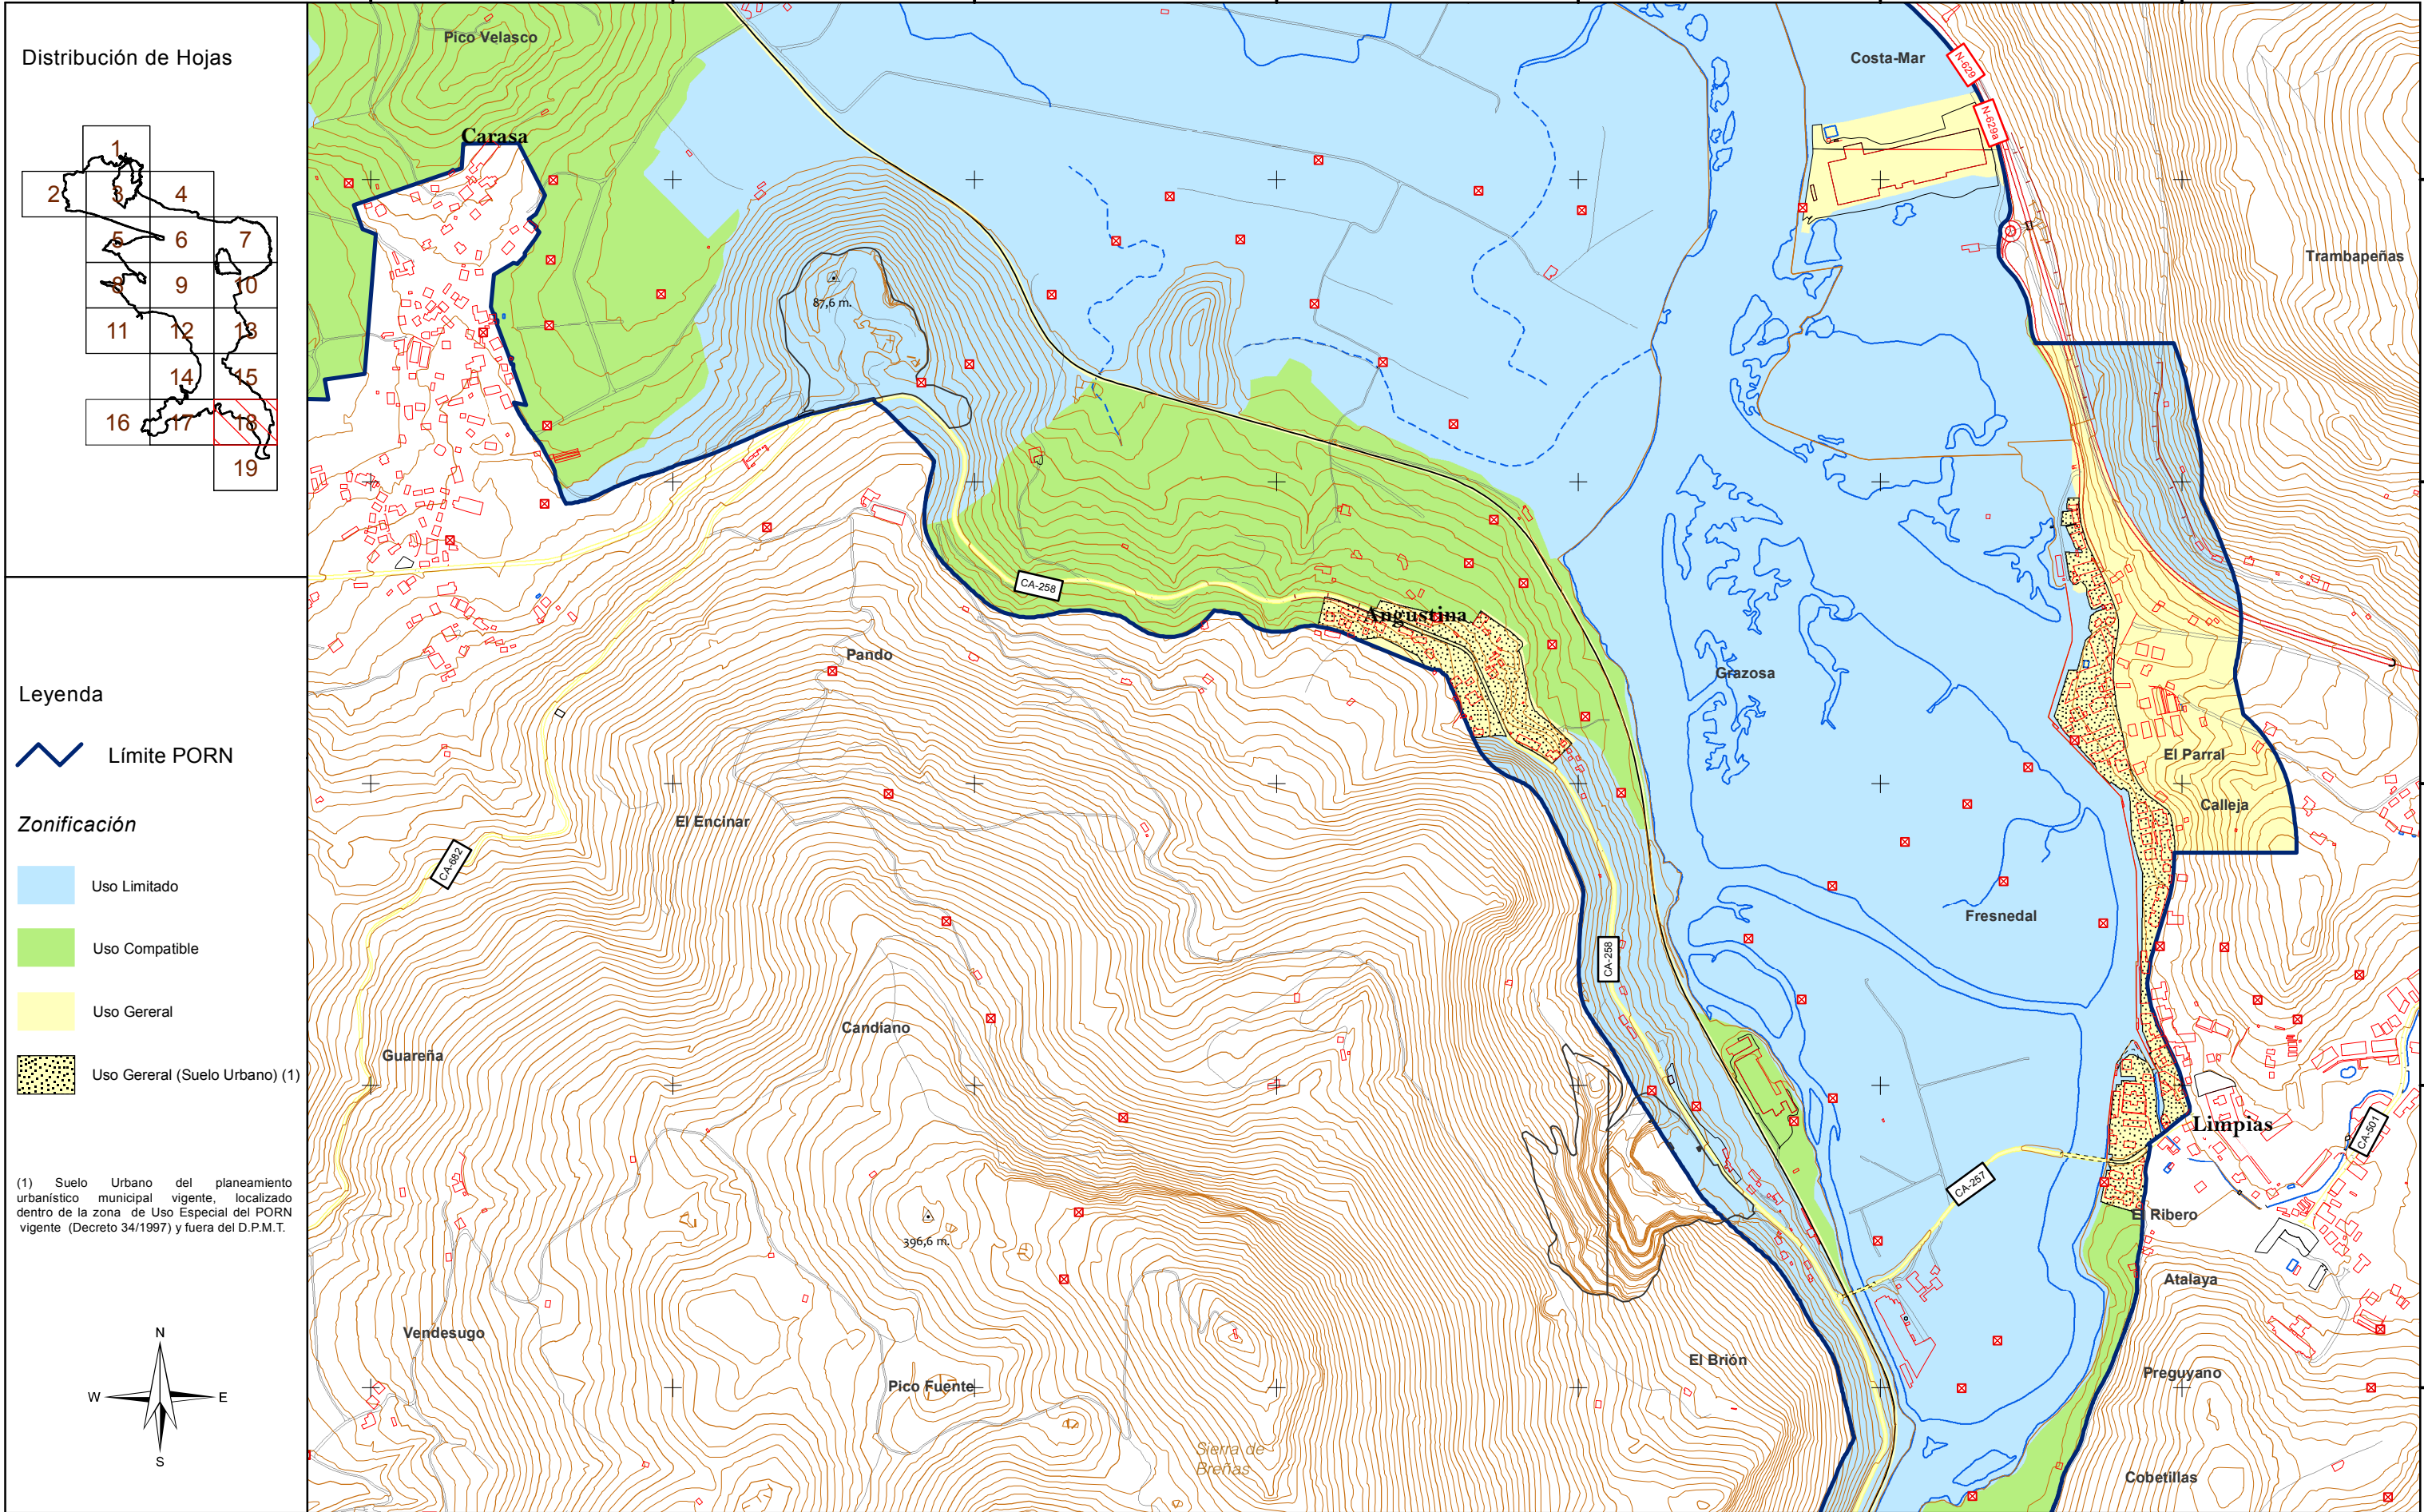 Distribución de Hojas
1
2
3
4
5
6
7
8
9
10
11
12
13
14
15
16
17
18
19
Leyenda
Límite PORN
Zonificación
Uso Limitado
Uso Compatible
Uso Gereral
Uso Gereral (Suelo Urbano) (1)
(1) Suelo Urbano del planeamiento
urbanístico municipal vigente, localizado
dentro de la zona de Uso Especial del PORN
vigente (Decreto 34/1997) y fuera del D.P.M.T.
N
W
E
S
Pico Velasco
Costa-Mar
N-629
N-629a
Carasa
Trambapeñas
87,6 m.
CA-258
Angustina
Pando
Grazosa
El Parral
Calleja
El Encinar
CA-682
Fresnedal
CA-258
Candiano
Guareña
Limpias
CA-501
CA-257
El Ribero
396,6 m.
Atalaya
Vendesugo
El Brión
Preguyano
Pico Fuente
Sierra de
Breñas
Cobetillas